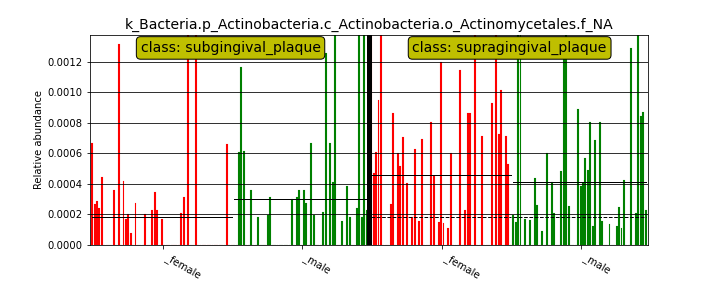 k_Bacteria.p_Actinobacteria.c_Actinobacteria.o_Actinomycetales.f_NA
class: subgingival_plaque
class: supragingival_plaque
Relative abundance
0.0012
0.0010
0.0008
0.0006
0.0004
0.0002
0.0000
_female
_male
_female
_male